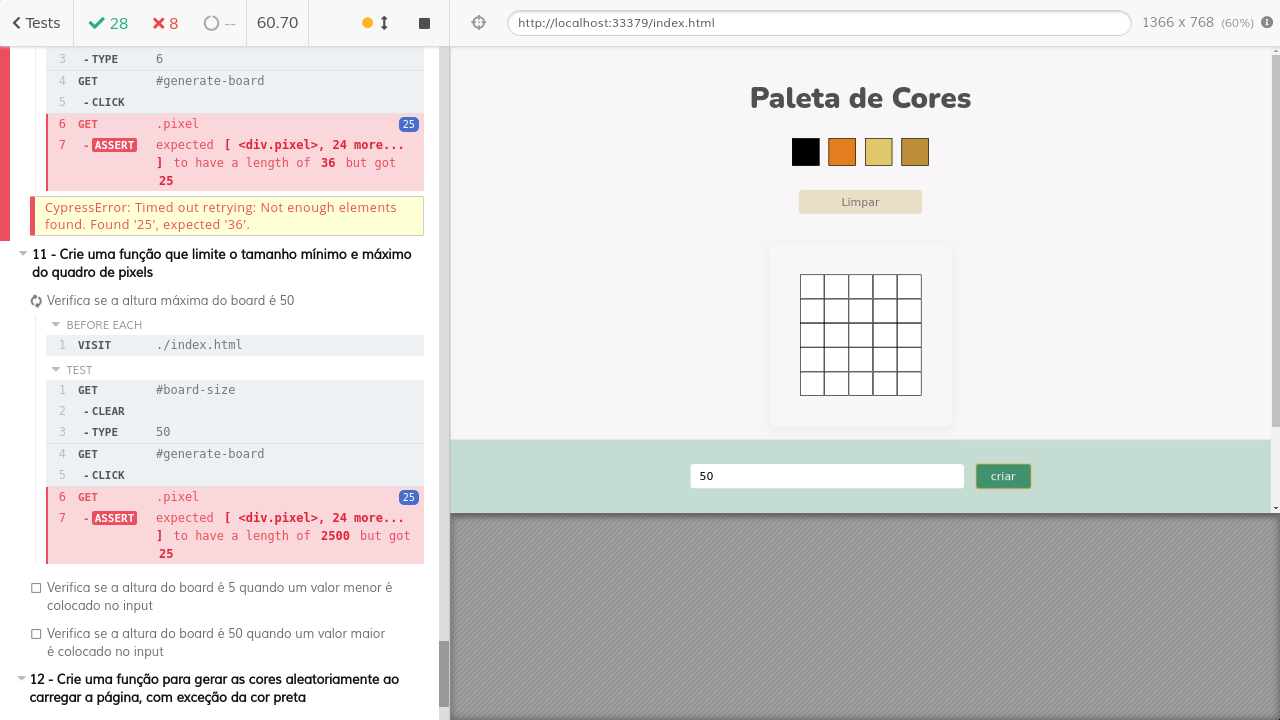 Tests
28
8
--
60.70
http://localhost:33379/index.html
1366 x 768 (60%)
3 - TYPE 6
4 GET #generate-board
5 - CLICK
6 GET .pixel 25
7 - ASSERT expected [ <div.pixel>, 24 more...
] to have a length of 36 but got
25
CypressError: Timed out retrying: Not enough elements
found. Found '25', expected '36'.
11 - Crie uma função que limite o tamanho mínimo e máximo
do quadro de pixels
Verifica se a altura máxima do board é 50
BEFORE EACH
1 VISIT ./index.html
TEST
1 GET #board-size
2 - CLEAR
3 - TYPE 50
4 GET #generate-board
5 - CLICK
6 GET .pixel 25
7 - ASSERT expected [ <div.pixel>, 24 more...
] to have a length of 2500 but got
25
Verifica se a altura do board é 5 quando um valor menor é
colocado no input
Verifica se a altura do board é 50 quando um valor maior
é colocado no input
12 - Crie uma função para gerar as cores aleatoriamente ao
carregar a página, com exceção da cor preta
Paleta de Cores
Limpar
50
criar